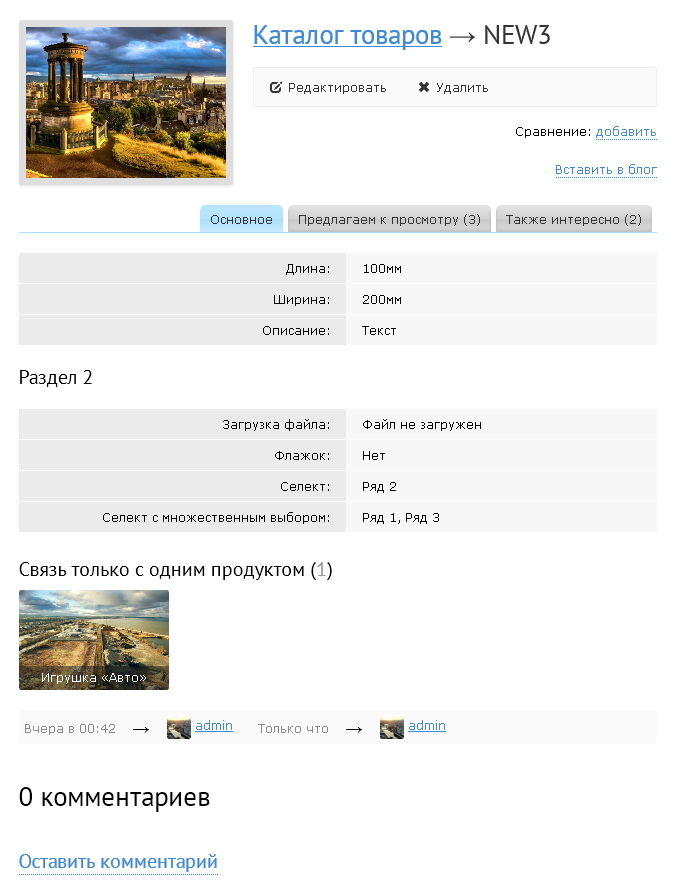 Каталог товаров → NEW3
Редактировать ✖ Удалить
Сравнение: добавить
Вставить в блог
Основное Предлагаем к просмотру (3) Также интересно (2)
Длина: 100мм
Ширина: 200мм
Описание: Текст
Раздел 2
Загрузка файла: Файл не загружен
Флажок: Нет
Селект: Ряд 2
Селект с множественным выбором: Ряд 1, Ряд 3
Связь только с одним продуктом (1)
Игрушка «Авто»
Вчера в 00:42 → admin Только что → admin
0 комментариев
Оставить комментарий